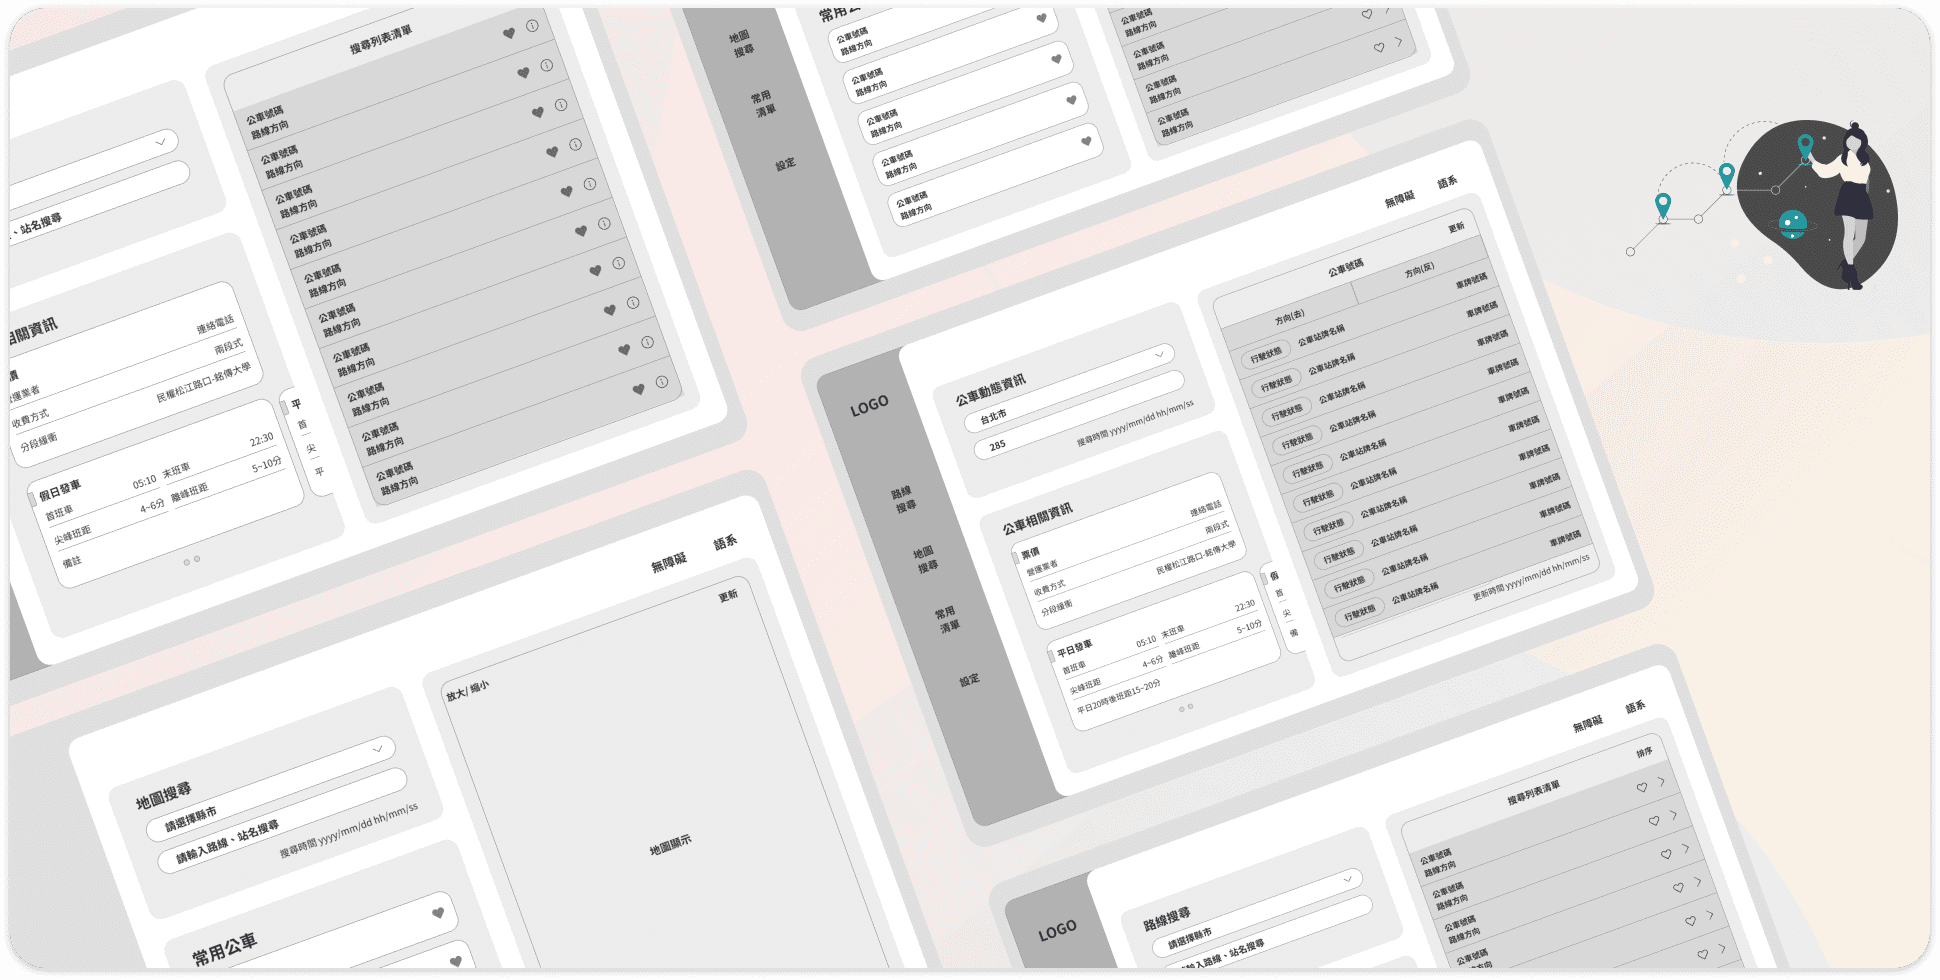 搜尋列表清單
公車號碼
路線方向
公車號碼
路線方向
公車號碼
路線方向
公車號碼
路線方向
公車號碼
路線方向
公車號碼
路線方向
公車號碼
路線方向
公車號碼
路線方向
公車號碼
路線方向
公車號碼
路線方向
、站名搜尋
相關資訊
連絡電話
兩段式
收費方式
民權松江路口-銘傳大學
分段緩衝
假日發車
首班車
05:10
末班車
22:30
尖峰班距
4~6分
離峰班距
5~10分
備註
平
首
尖
平
地圖
搜尋
常用
清單
設定
常用公
公車號碼
路線方向
公車號碼
路線方向
公車號碼
路線方向
公車號碼
路線方向
公車號碼
路線方向
公車號碼
路線方向
公車號碼
路線方向
公車號碼
路線方向
公車號碼
路線方向
無障礙
語系
LOGO
路線
搜尋
地圖
搜尋
常用
清單
設定
公車動態資訊
台北市
285
搜尋時間 yyyy/mm/dd hh/mm/ss
公車相關資訊
票價
營運業者
連絡電話
收費方式
兩段式
分段緩衝
民權松江路口-銘傳大學
平日發車
首班車
05:10
末班車
22:30
尖峰班距
4~6分
離峰班距
5~10分
平日20時後班距15~20分
首
尖
備
公車號碼
更新
方向(去)
方向(反)
行駛狀態
公車站牌名稱
車牌號碼
行駛狀態
公車站牌名稱
車牌號碼
行駛狀態
公車站牌名稱
車牌號碼
行駛狀態
公車站牌名稱
車牌號碼
行駛狀態
公車站牌名稱
車牌號碼
行駛狀態
公車站牌名稱
車牌號碼
行駛狀態
公車站牌名稱
車牌號碼
行駛狀態
公車站牌名稱
車牌號碼
行駛狀態
公車站牌名稱
車牌號碼
行駛狀態
公車站牌名稱
車牌號碼
更新時間 yyyy/mm/dd hh/mm/ss
無障礙
語系
地圖搜尋
請選擇縣市
請輸入路線、站名搜尋
搜尋時間 yyyy/mm/dd hh/mm/ss
常用公車
更新
放大/ 縮小
地圖顯示
無障礙
語系
LOGO
路線搜尋
請選擇縣市
輸入路線、站名搜尋
搜尋列表清單
排序
公車號碼
路線方向
公車號碼
路線方向
公車號碼
路線方向
公車號碼